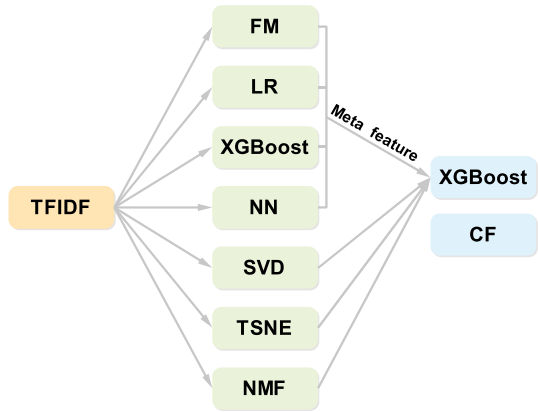 FM
LR
XGBoost
NN
SVD
TSNE
NMF
TFIDF
Meta feature
XGBoost
CF